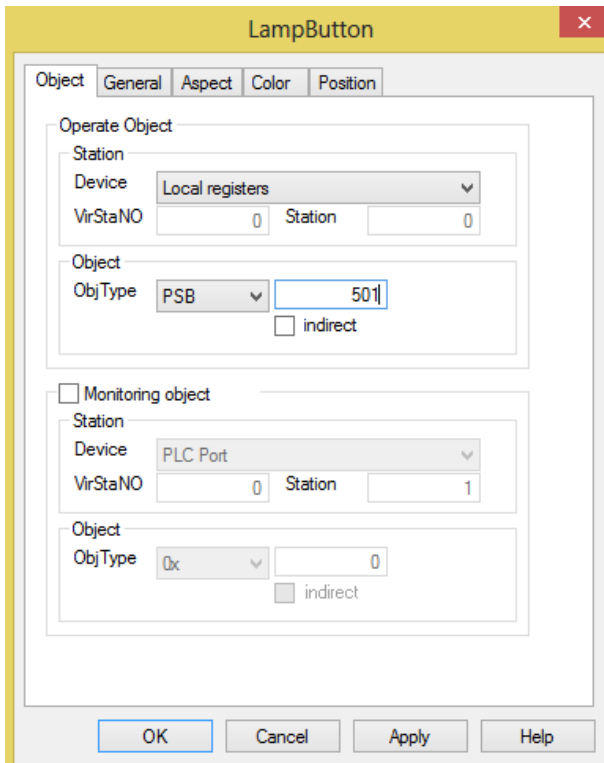 LampButton
Object General Aspect Color Position
Operate Object
Station
Device Local registers
VirStaNO 0 Station 0
Object
ObjType PSB 501
indirect
Monitoring object
Station
Device PLC Port
VirStaNO 0 Station 1
Object
ObjType 0x 0
indirect
OK Cancel Apply Help